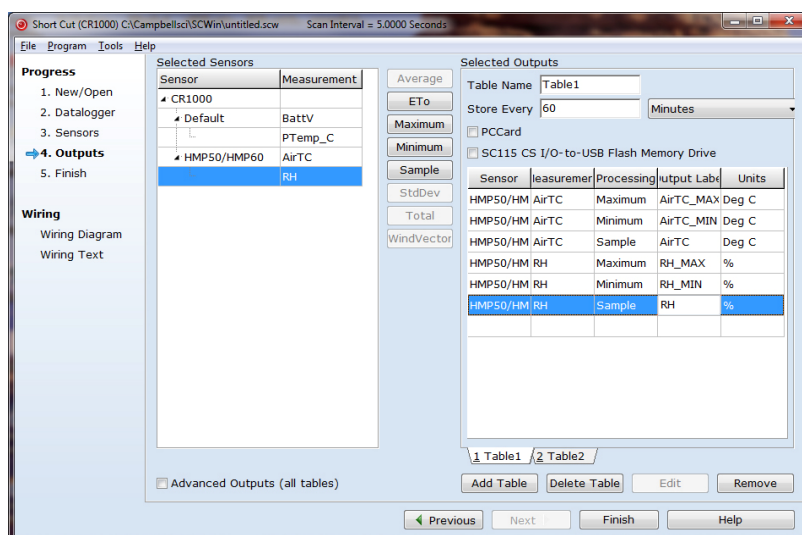 Short Cut (CR1000) C:\Campbellsci\SCWin\untitled.scw Scan Interval = 5.0000 Seconds
File Program Tools Help
Progress
1. New/Open
2. Datalogger
3. Sensors
4. Outputs
5. Finish
Wiring
Wiring Diagram
Wiring Text
Selected Sensors
Sensor Measurement
CR1000
Default BattV
PTemp_C
HMP50/HMP60 AirTC
RH
Advanced Outputs (all tables)
Average
ETo
Maximum
Minimum
Sample
StdDev
Total
WindVector
Selected Outputs
Table Name Table1
Store Every 60 Minutes
PCCard
SC115 CS I/O-to-USB Flash Memory Drive
Sensor leasuremer Processing utput Labe Units
HMP50/HM AirTC Maximum AirTC_MAX Deg C
HMP50/HM AirTC Minimum AirTC_MIN Deg C
HMP50/HM AirTC Sample AirTC Deg C
HMP50/HM RH Maximum RH_MAX %
HMP50/HM RH Minimum RH_MIN %
HMP50/HM RH Sample RH %
1 Table1 2 Table2
Add Table Delete Table Edit Remove
Previous Next Finish Help